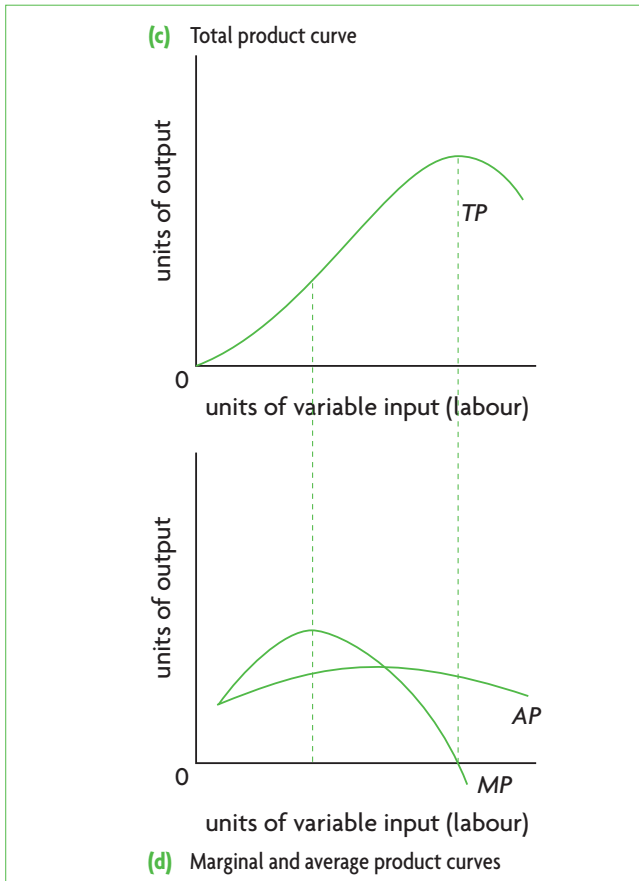 (c) Total product curve
units of output
TP
0
units of variable input (labour)
units of output
AP
0
MP
units of variable input (labour)
(d) Marginal and average product curves